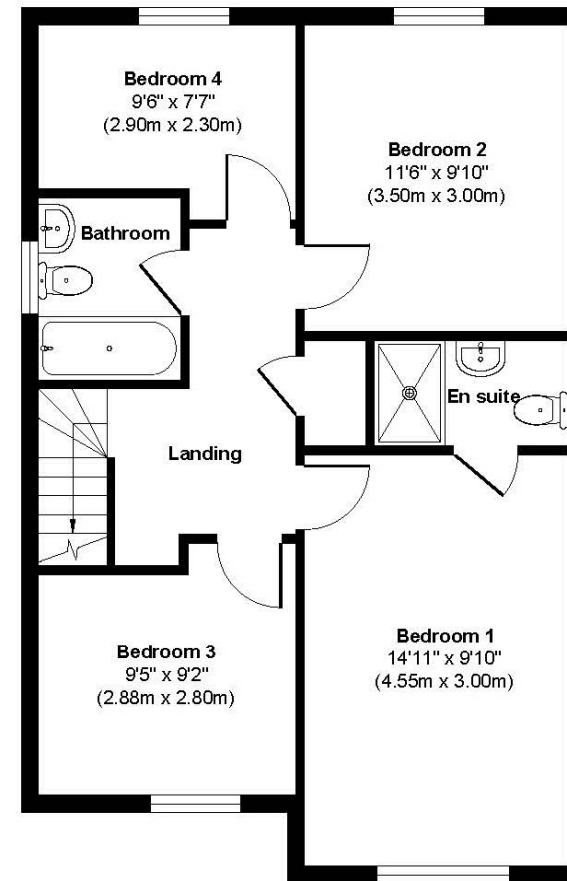 Bedroom 4
9'6" x 7'7"
(2.90m x 2.30m)
Bedroom 2
11'6" x 9'10"
(3.50m x 3.00m)
Bathroom
En suite
Landing
Bedroom 1
14'11" x 9'10"
(4.55m x 3.00m)
Bedroom 3
9'5" x 9'2"
(2.88m x 2.80m)